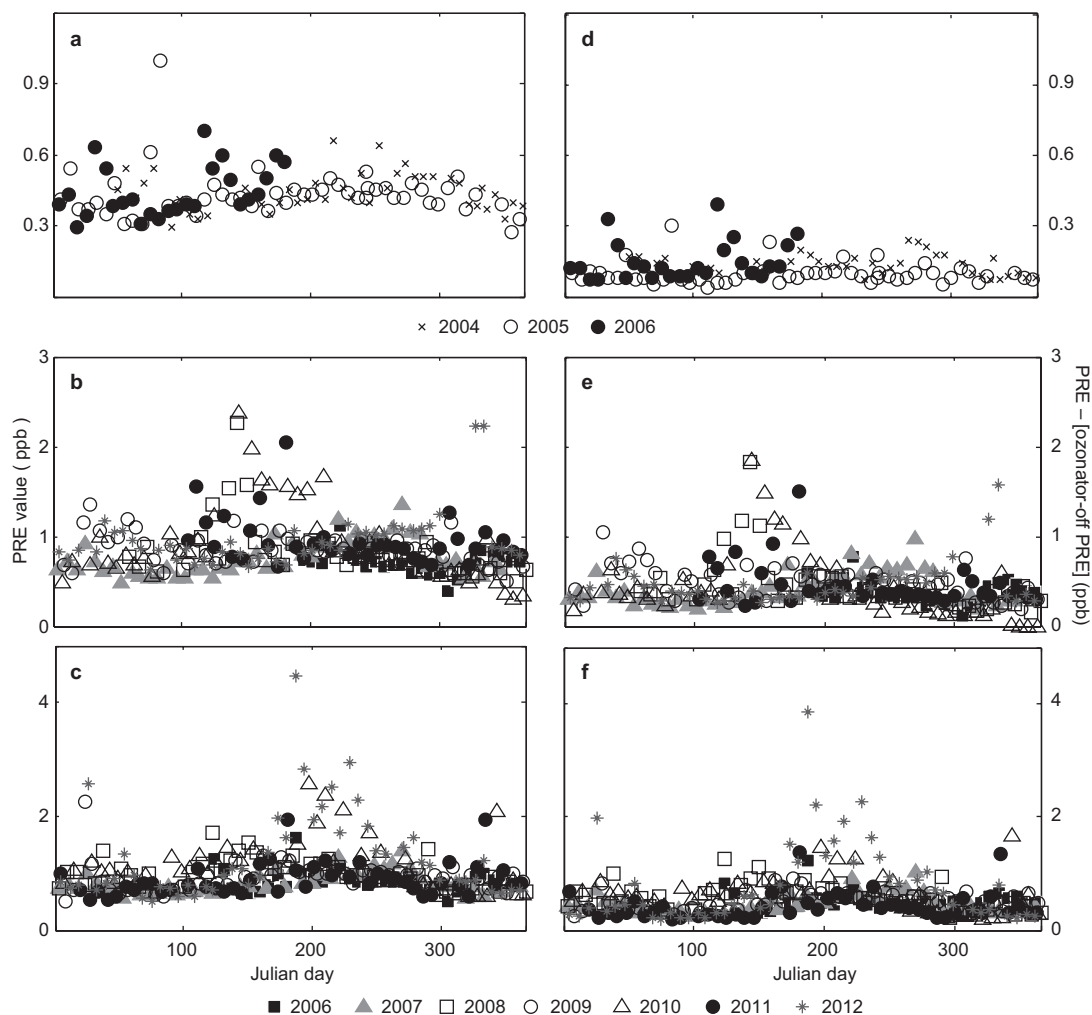 a
d
0.9
0.9
0.6
0.6
0.3
0.3
× 2004 ○ 2005 ● 2006
3
3
b
e
2
2
1
1
0
0
PRE value ( ppb )
PRE – [ozonator-off PRE] (ppb)
c
f
4
4
2
2
0
0
100 200 300
100 200 300
Julian day
Julian day
■ 2006 ▲ 2007 □ 2008 ○ 2009 △ 2010 ● 2011 ✳ 2012